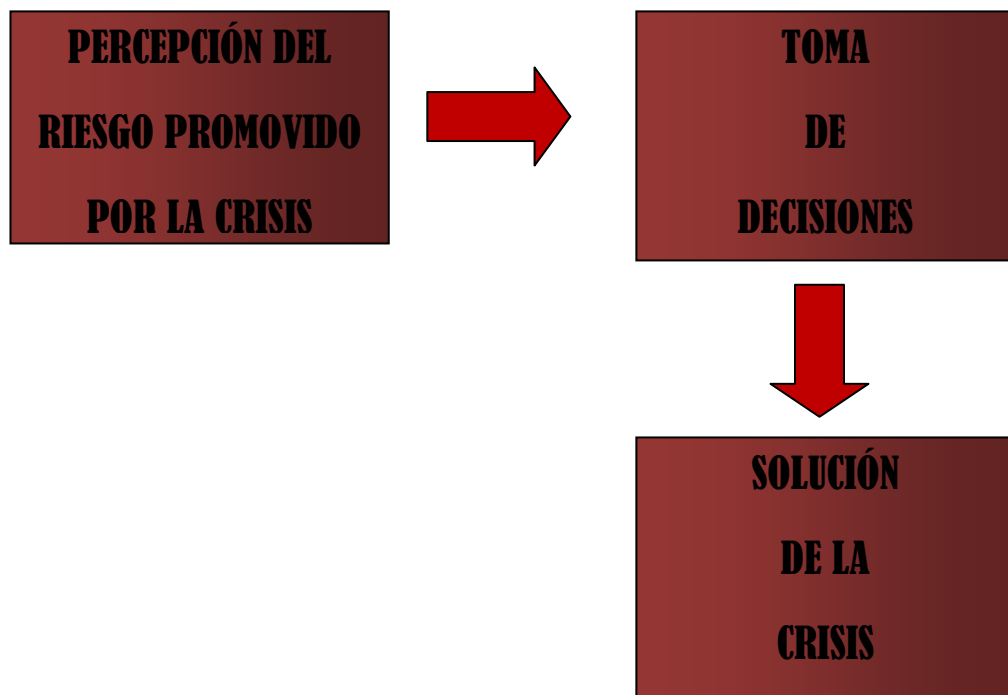 PERCEPCIÓN DEL
RIESGO PROMOVIDO
POR LA CRISIS
TOMA
DE
DECISIONES
SOLUCIÓN
DE LA
CRISIS